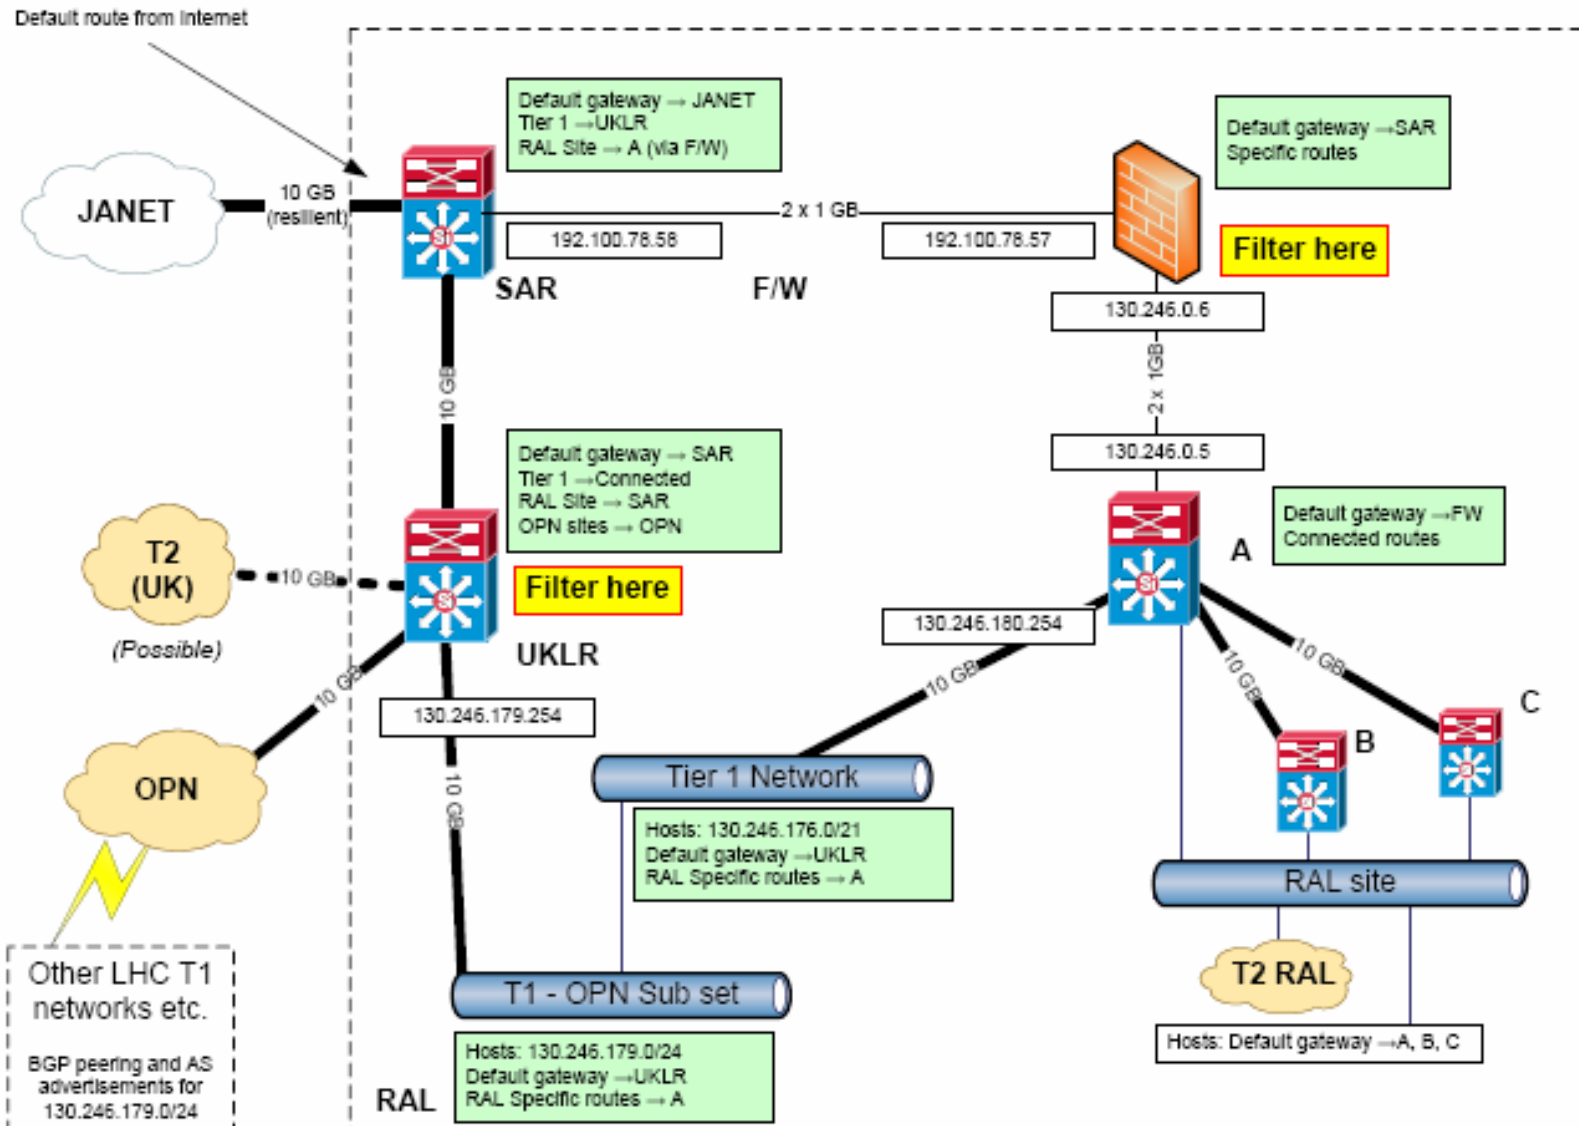 Default route from Internet
Default gateway → JANET
Tier 1 →UKLR
RAL Site → A (via F/W)
Default gateway →SAR
Specific routes
JANET
10 GB
(resilient)
Si
2 x 1 GB
192.100.78.58
192.100.78.57
Filter here
SAR
F/W
130.246.0.6
10 GB
2 x 1GB
130.246.0.5
Default gateway → SAR
Tier 1 →Connected
RAL Site → SAR
OPN sites → OPN
Default gateway →FW
Connected routes
A
T2
(UK)
10 GB
Si
Filter here
Si
(Possible)
UKLR
130.246.180.254
10 GB
10 GB
10 GB
10 GB
130.246.179.254
C
B
OPN
10 GB
Tier 1 Network
Hosts: 130.246.176.0/21
Default gateway →UKLR
RAL Specific routes → A
RAL site
T2 RAL
Hosts: Default gateway →A, B, C
Other LHC T1
networks etc.
BGP peering and AS
advertisements for
130.246.179.0/24
T1 - OPN Sub set
Hosts: 130.246.179.0/24
Default gateway →UKLR
RAL Specific routes → A
RAL